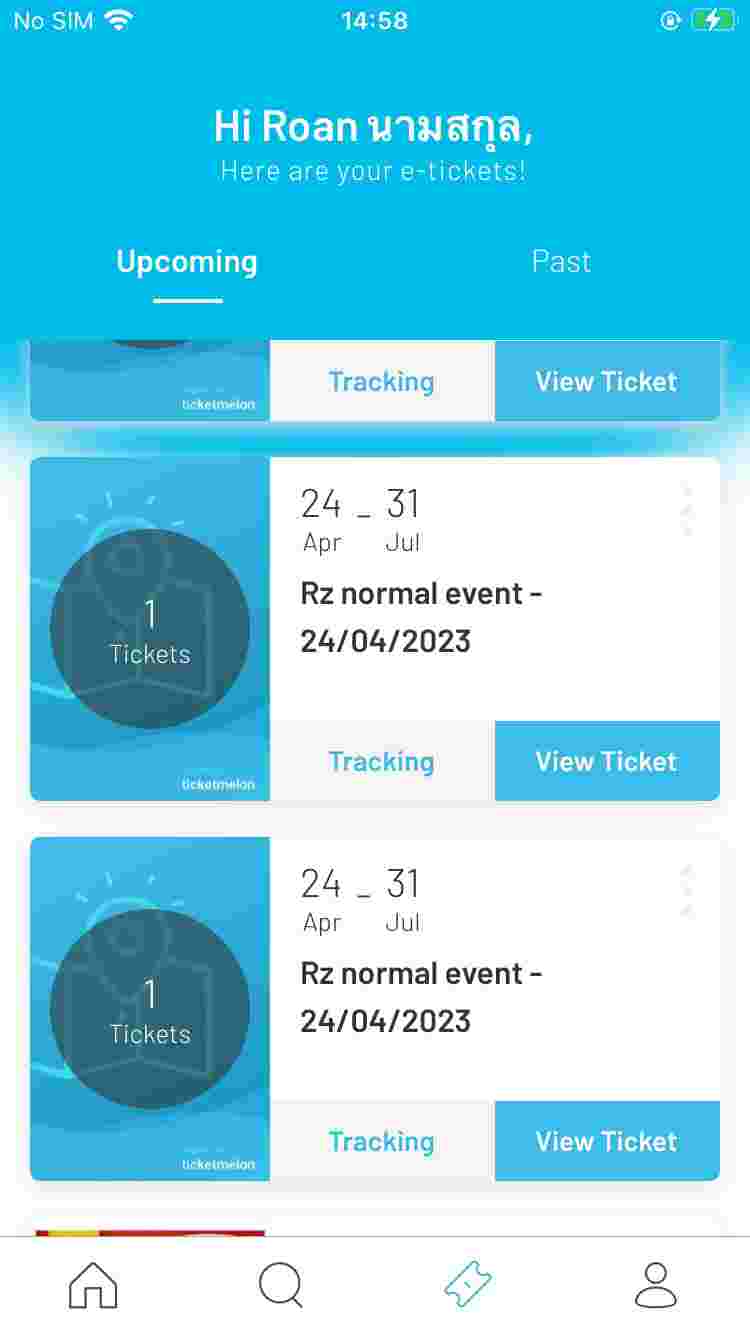 No SIM 14:58
Hi Roan นามสกุล,
Here are your e-tickets!
Upcoming Past
ticketmelon Tracking View Ticket
24 _ 31
Apr Jul
Rz normal event -
24/04/2023
1
Tickets
ticketmelon Tracking View Ticket
24 _ 31
Apr Jul
Rz normal event -
24/04/2023
1
Tickets
ticketmelon Tracking View Ticket